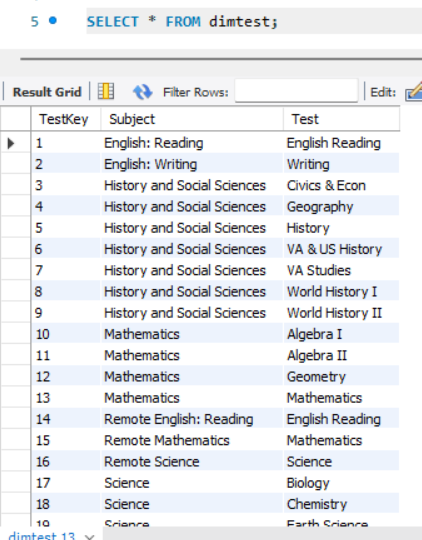 5 SELECT * FROM dimtest;
Result Grid Filter Rows: Edit:
TestKey Subject Test
1 English: Reading English Reading
2 English: Writing Writing
3 History and Social Sciences Civics & Econ
4 History and Social Sciences Geography
5 History and Social Sciences History
6 History and Social Sciences VA & US History
7 History and Social Sciences VA Studies
8 History and Social Sciences World History I
9 History and Social Sciences World History II
10 Mathematics Algebra I
11 Mathematics Algebra II
12 Mathematics Geometry
13 Mathematics Mathematics
14 Remote English: Reading English Reading
15 Remote Mathematics Mathematics
16 Remote Science Science
17 Science Biology
18 Science Chemistry
19 Science Earth Science
dimtest 13